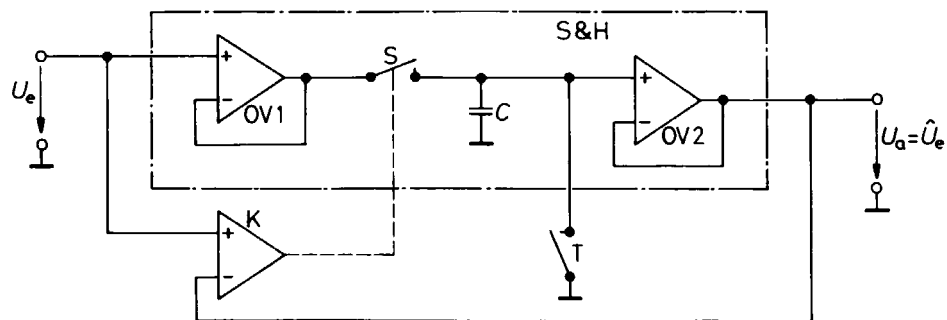 S&H
S
+
+
U_e
−
OV1
C
−
OV2
U_a=Û_e
K
+
−
T